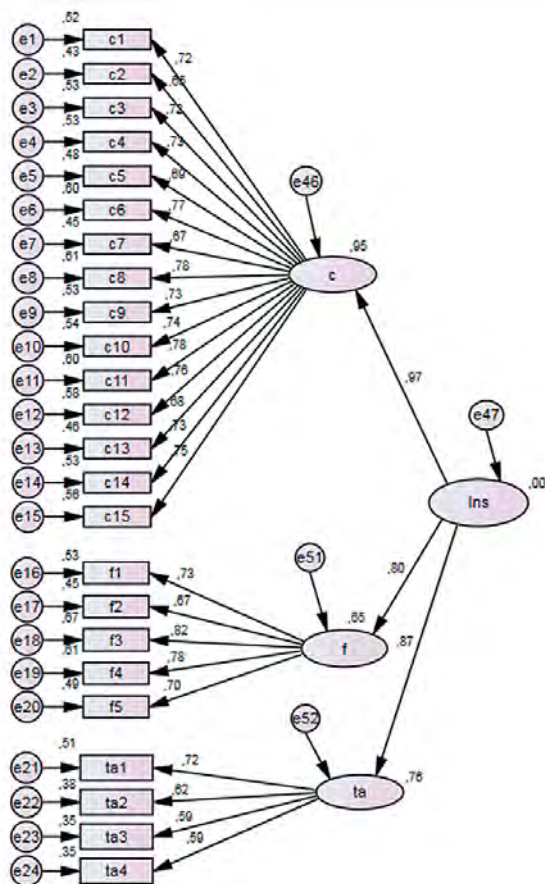 ,52
e1 c1 ,72
,43
e2 c2 ,65
,53
e3 c3 ,72
,53
e4 c4 ,73
,48
e5 c5 ,69
,60
e6 c6 ,77
,45
e7 c7 ,67
,61
e8 c8 ,78
,53
e9 c9 ,73
,54
e10 c10 ,74
,60
e11 c11 ,78
,58
e12 c12 ,76
,46
e13 c13 ,68
,53
e14 c14 ,73
,56
e15 c15 ,75
e46
,95
c
,97
e47
Ins
,00
,53
e16 f1 ,73
,45
e17 f2 ,67
,67
e18 f3 ,82
,61
e19 f4 ,78
,49
e20 f5 ,70
e51
,65
f
,80
,87
,51
e21 ta1 ,72
,38
e22 ta2 ,62
,35
e23 ta3 ,59
,35
e24 ta4 ,59
e52
,76
ta